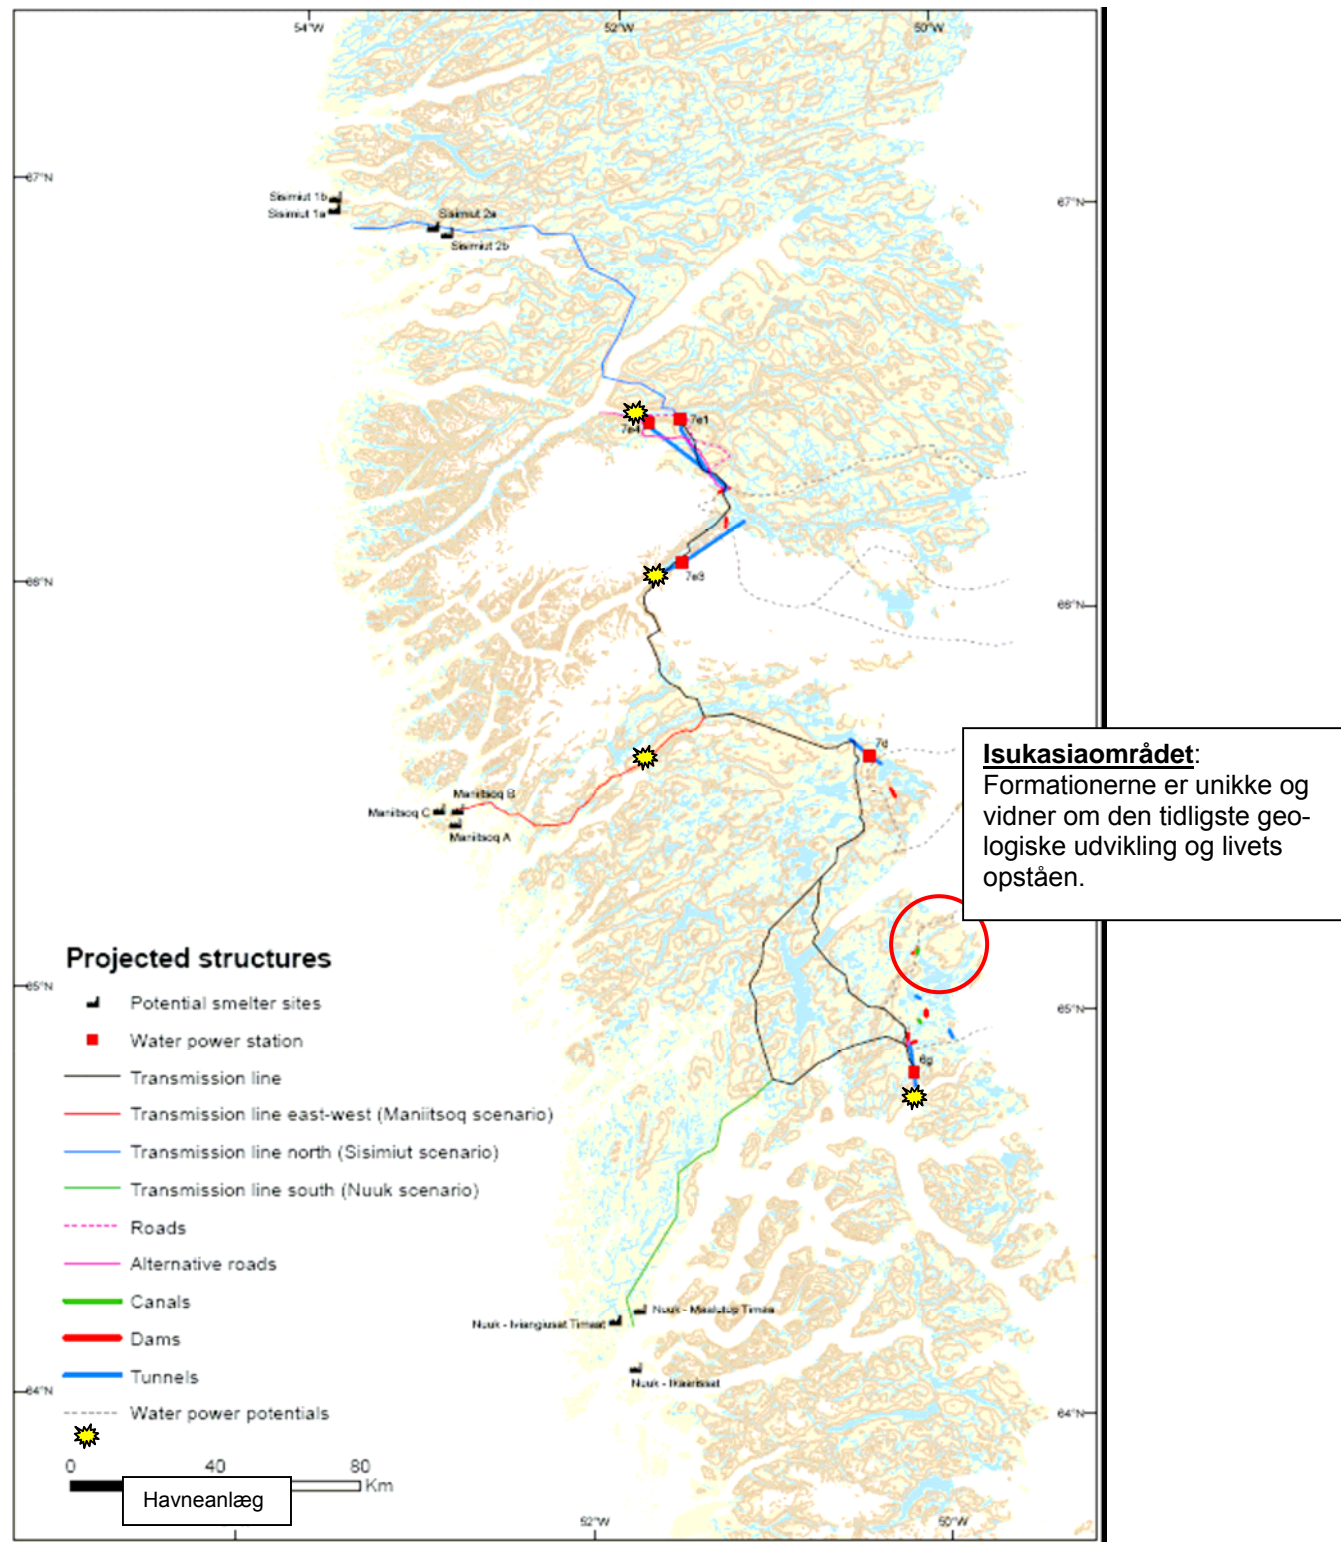 54°W
52°W
50°W
67°N
67°N
Sisimiut 1b
Sisimiut 1a
Sisimiut 2a
Sisimiut 2b
7e4
7e1
7e3
66°N
66°N
7d
Isukasiaområdet:
Formationerne er unikke og
vidner om den tidligste geo-
logiske udvikling og livets
opståen.
Maniitsoq B
Maniitsoq C
Maniitsoq A
65°N
65°N
6g
Projected structures
Potential smelter sites
Water power station
Transmission line
Transmission line east-west (Maniitsoq scenario)
Transmission line north (Sisimiut scenario)
Transmission line south (Nuuk scenario)
Roads
Alternative roads
Canals
Dams
Tunnels
Water power potentials
Nuuk - Maalutop Timaa
Nuuk - Iviangiusat Timaat
Nuuk - Ikaarissat
64°N
64°N
0
40
80
Km
Havneanlæg
52°W
50°W